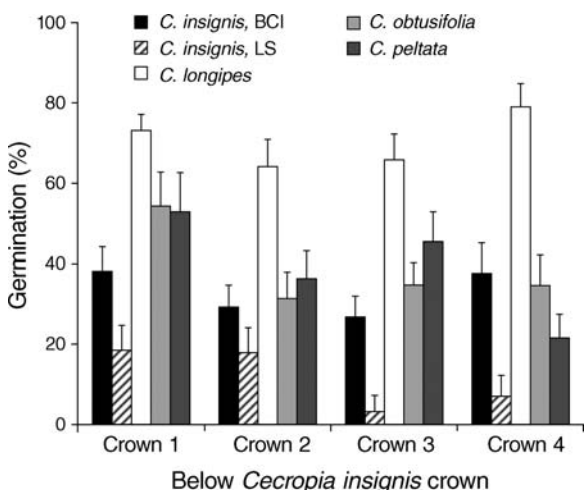 100
80
60
40
20
0
Germination (%)
C. insignis, BCI
C. insignis, LS
C. longipes
C. obtusifolia
C. peltata
Crown 1 Crown 2 Crown 3 Crown 4
Below Cecropia insignis crown